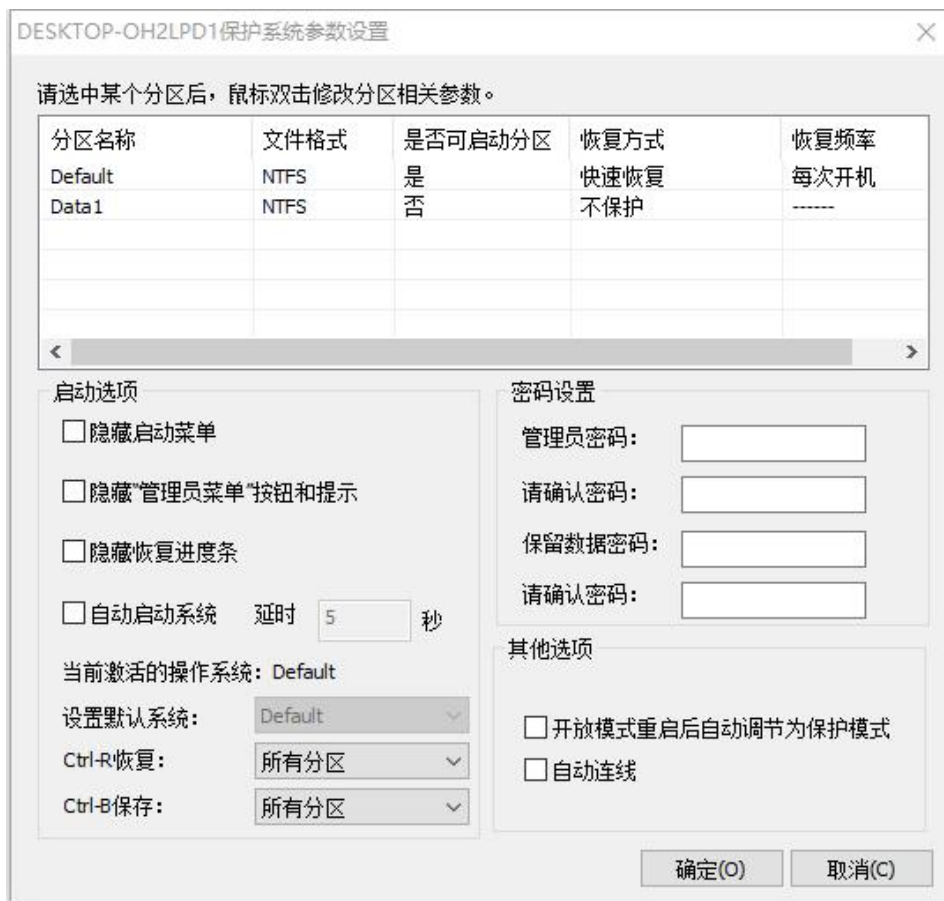 DESKTOP-OH2LPD1保护系统参数设置
请选中某个分区后，鼠标双击修改分区相关参数。
分区名称 文件格式 是否可启动分区 恢复方式 恢复频率
Default NTFS 是 快速恢复 每次开机
Data1 NTFS 否 不保护 ------
启动选项
隐藏启动菜单
隐藏"管理员菜单"按钮和提示
隐藏恢复进度条
自动启动系统 延时 5 秒
当前激活的操作系统：Default
设置默认系统： Default
Ctrl-R恢复： 所有分区
Ctrl-B保存： 所有分区
密码设置
管理员密码：
请确认密码：
保留数据密码：
请确认密码：
其他选项
开放模式重启后自动调节为保护模式
自动连线
确定(O) 取消(C)